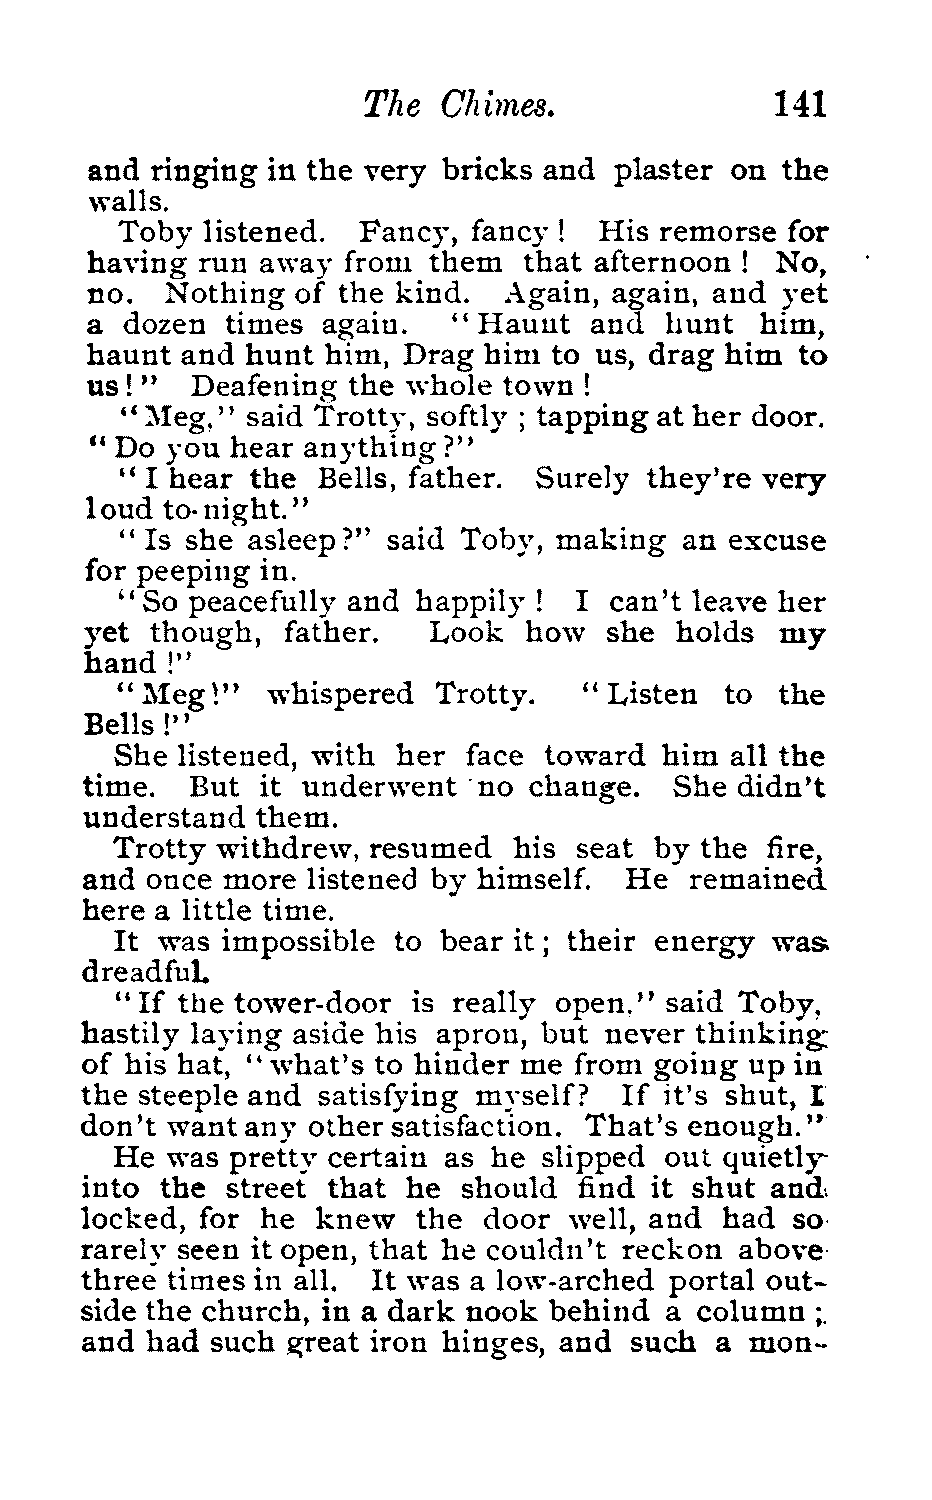 The Chimes. 141
and ringing in the very bricks and plaster on the
walls.
Toby listened. Fancy, fancy! His remorse for
having run away from them that afternoon! No,
no. Nothing of the kind. Again, again, and yet
a dozen times again. "Haunt and hunt him,
haunt and hunt him, Drag him to us, drag him to
us!" Deafening the whole town!
"Meg," said Trotty, softly; tapping at her door.
"Do you hear anything?"
"I hear the Bells, father. Surely they're very
loud to-night."
"Is she asleep?" said Toby, making an excuse
for peeping in.
"So peacefully and happily! I can't leave her
yet though, father. Look how she holds my
hand!"
"Meg!" whispered Trotty. "Listen to the
Bells!"
She listened, with her face toward him all the
time. But it underwent no change. She didn't
understand them.
Trotty withdrew, resumed his seat by the fire,
and once more listened by himself. He remained
here a little time.
It was impossible to bear it; their energy was
dreadful.
"If the tower-door is really open." said Toby,
hastily laying aside his apron, but never thinking
of his hat, "what's to hinder me from going up in
the steeple and satisfying myself? If it's shut, I
don't want any other satisfaction. That's enough."
He was pretty certain as he slipped out quietly
into the street that he should find it shut and
locked, for he knew the door well, and had so
rarely seen it open, that he couldn't reckon above
three times in all. It was a low-arched portal out-
side the church, in a dark nook behind a column;
and had such great iron hinges, and such a mon-